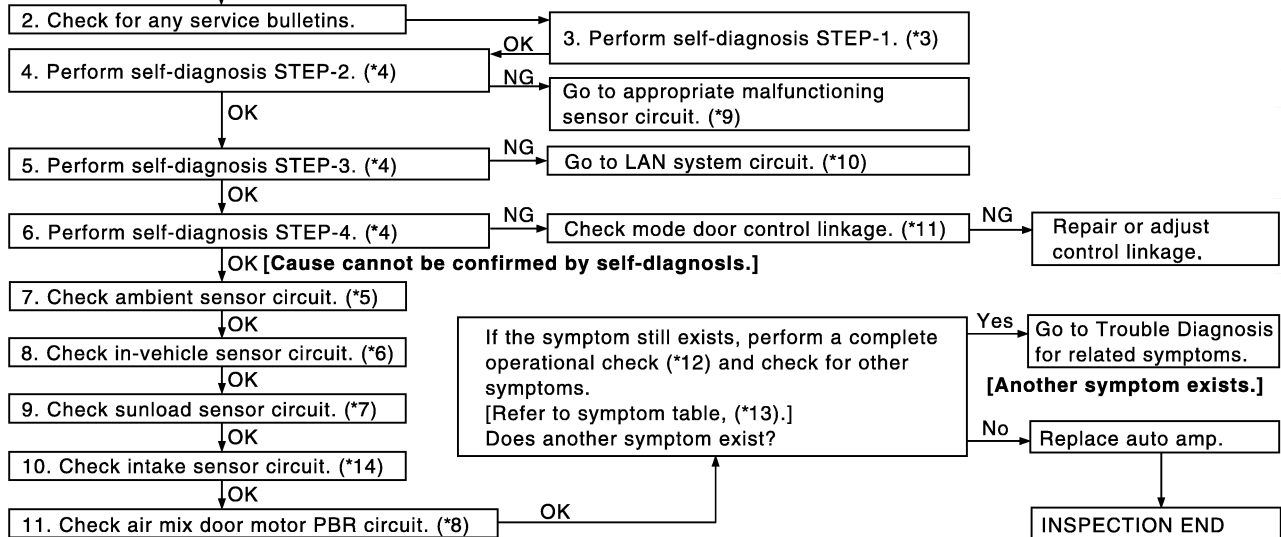 2. Check for any service bulletins.
3. Perform self-diagnosis STEP-1. (*3)
OK
4. Perform self-diagnosis STEP-2. (*4)
NG
Go to appropriate malfunctioning
sensor circuit. (*9)
OK
5. Perform self-diagnosis STEP-3. (*4)
NG
Go to LAN system circuit. (*10)
OK
6. Perform self-diagnosis STEP-4. (*4)
NG
Check mode door control linkage. (*11)
NG
Repair or adjust
control linkage.
OK [Cause cannot be confirmed by self-diagnosis.]
7. Check ambient sensor circuit. (*5)
OK
8. Check in-vehicle sensor circuit. (*6)
OK
9. Check sunload sensor circuit. (*7)
OK
10. Check intake sensor circuit. (*14)
OK
11. Check air mix door motor PBR circuit. (*8)
OK
If the symptom still exists, perform a complete
operational check (*12) and check for other
symptoms.
[Refer to symptom table, (*13).]
Does another symptom exist?
Yes
Go to Trouble Diagnosis
for related symptoms.
[Another symptom exists.]
No
Replace auto amp.
INSPECTION END